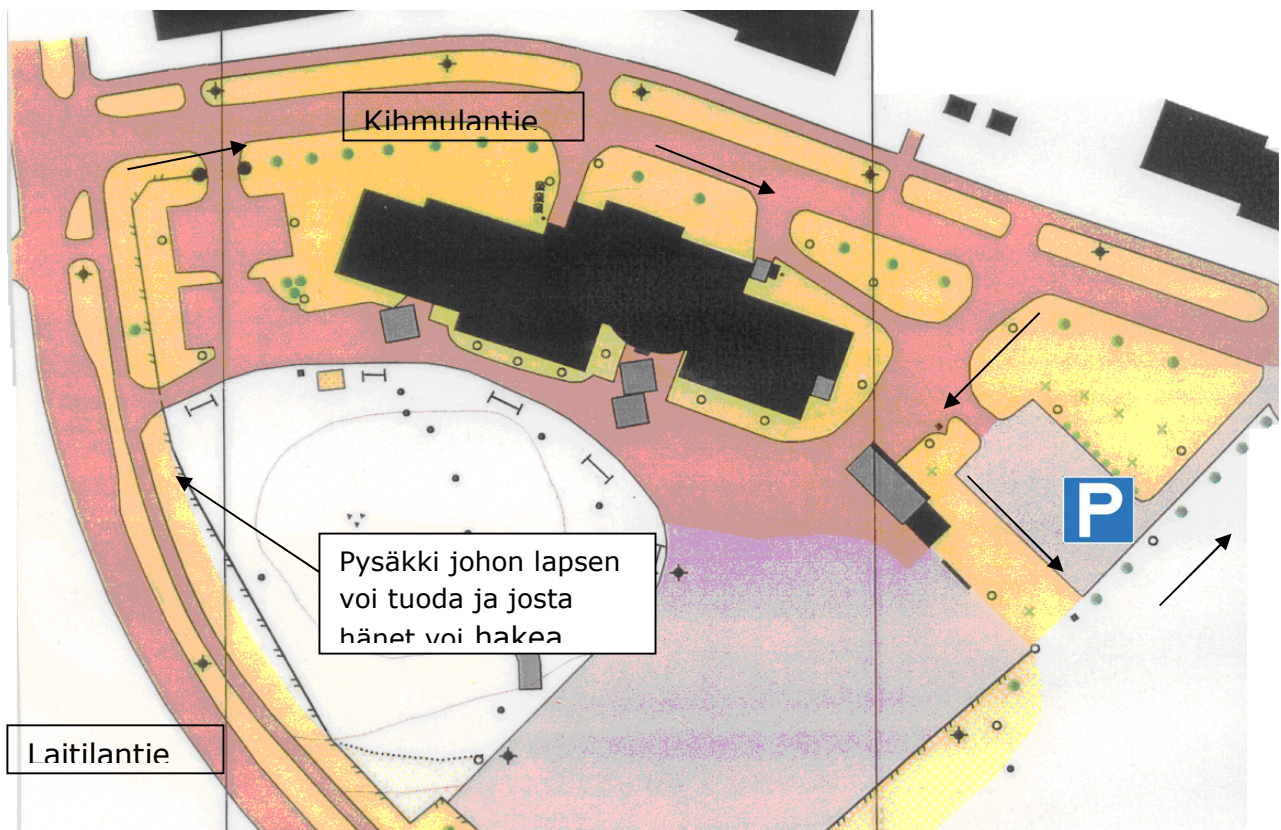 Kihmulantie
P
Pysäkki johon lapsen
voi tuoda ja josta
hänet voi hakea
Laitilantie